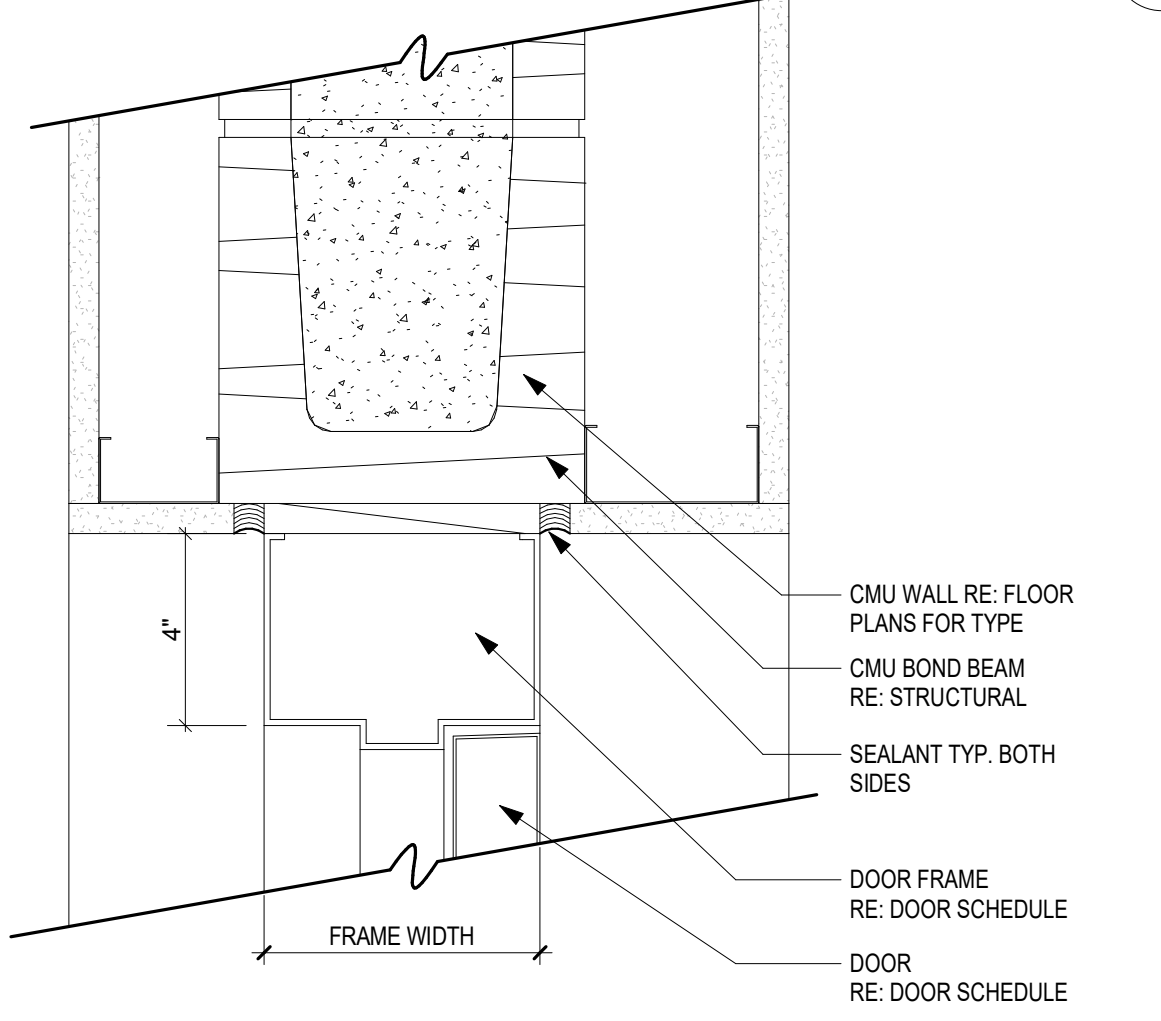 CMU WALL RE: FLOOR
PLANS FOR TYPE
4"
CMU BOND BEAM
RE: STRUCTURAL
SEALANT TYP. BOTH
SIDES
DOOR FRAME
RE: DOOR SCHEDULE
FRAME WIDTH
DOOR
RE: DOOR SCHEDULE